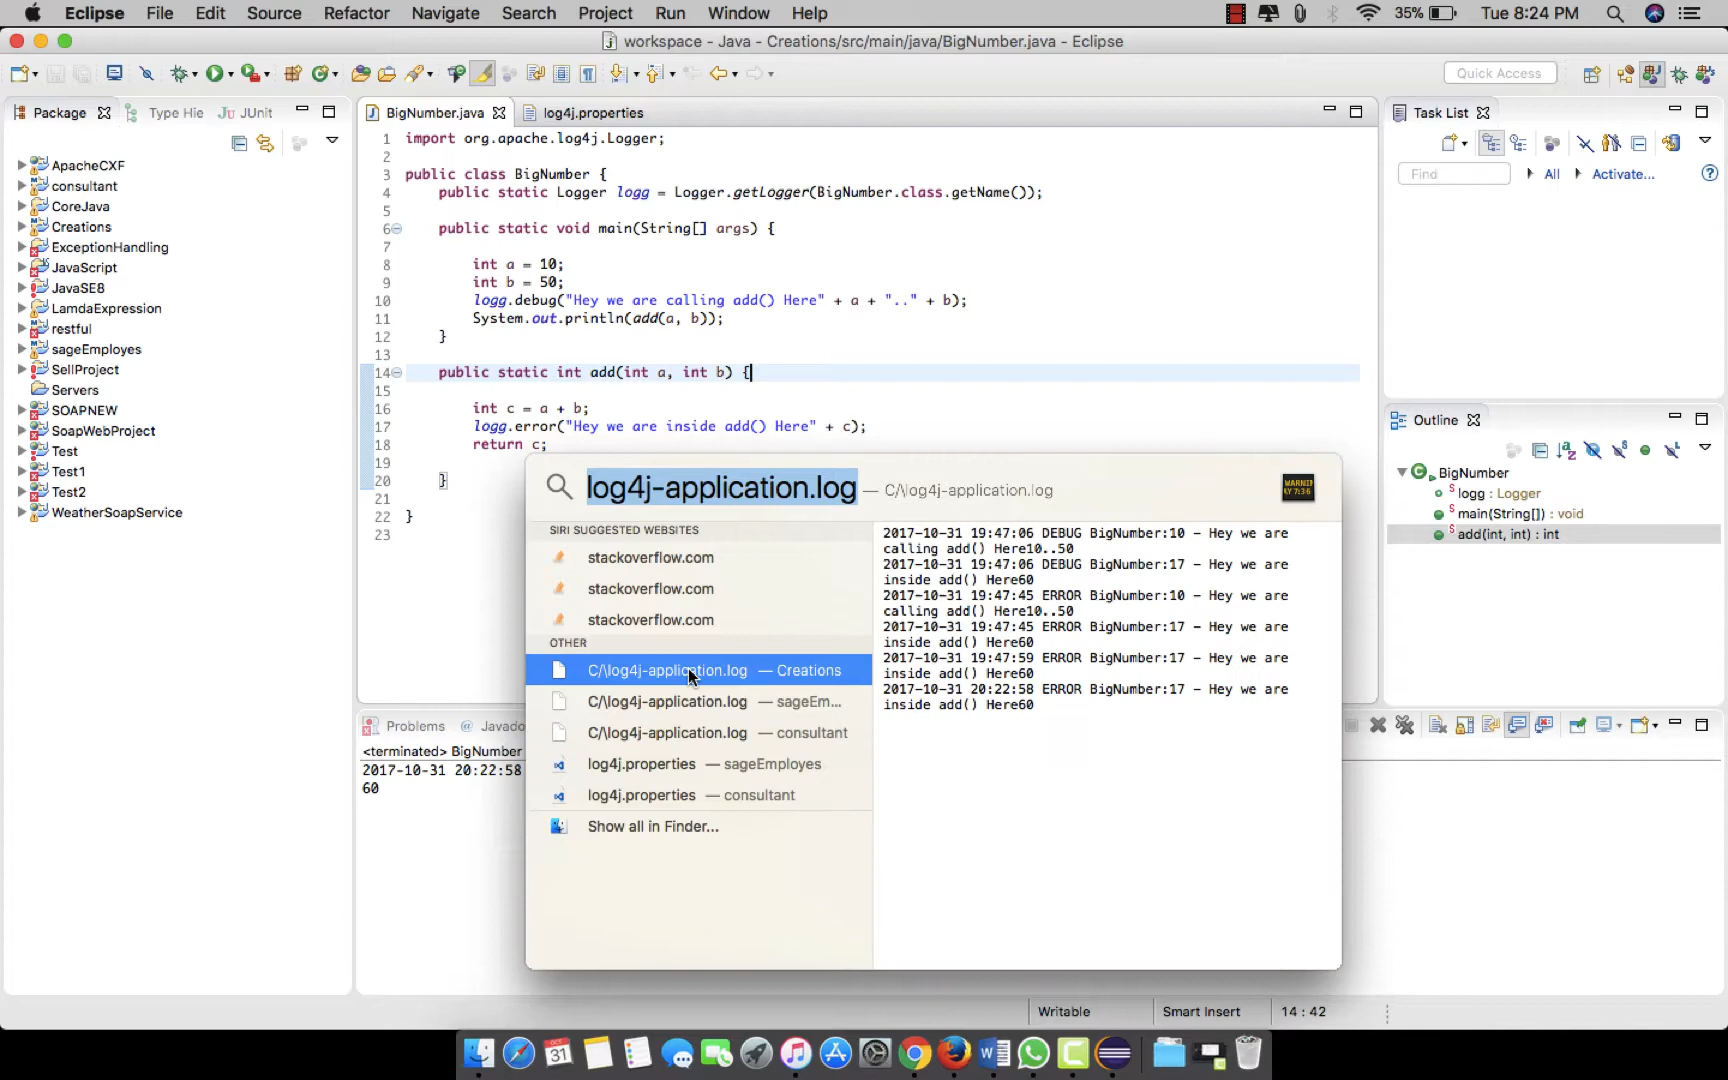 Eclipse File Edit Source Refactor Navigate Search Project Run Window Help 35% Tue 8:24 PM
workspace - Java - Creations/src/main/java/BigNumber.java - Eclipse
Quick Access
Package Type Hie JUnit
ApacheCXF
consultant
CoreJava
Creations
ExceptionHandling
JavaScript
JavaSE8
LamdaExpression
restful
sageEmployes
SellProject
Servers
SOAPNEW
SoapWebProject
Test
Test1
Test2
WeatherSoapService
BigNumber.java log4j.properties
1 import org.apache.log4j.Logger;
2
3 public class BigNumber {
4 public static Logger logg = Logger.getLogger(BigNumber.class.getName());
5
6 public static void main(String[] args) {
7
8 int a = 10;
9 int b = 50;
10 logg.debug("Hey we are calling add() Here" + a + ".." + b);
11 System.out.println(add(a, b));
12 }
13
14 public static int add(int a, int b) {
15
16 int c = a + b;
17 logg.error("Hey we are inside add() Here" + c);
18 return c;
19
20 }
21
22 }
23
Task List
Find All Activate...
Outline
BigNumber
logg : Logger
main(String[]) : void
add(int, int) : int
log4j-application.log — C/\log4j-application.log
WARNIN
Y 7:36
SIRI SUGGESTED WEBSITES
stackoverflow.com
stackoverflow.com
stackoverflow.com
OTHER
C/\log4j-application.log — Creations
C/\log4j-application.log — sageEm...
C/\log4j-application.log — consultant
log4j.properties — sageEmployes
log4j.properties — consultant
Show all in Finder...
2017-10-31 19:47:06 DEBUG BigNumber:10 - Hey we are
calling add() Here10..50
2017-10-31 19:47:06 DEBUG BigNumber:17 - Hey we are
inside add() Here60
2017-10-31 19:47:45 ERROR BigNumber:10 - Hey we are
calling add() Here10..50
2017-10-31 19:47:45 ERROR BigNumber:17 - Hey we are
inside add() Here60
2017-10-31 19:47:59 ERROR BigNumber:17 - Hey we are
inside add() Here60
2017-10-31 20:22:58 ERROR BigNumber:17 - Hey we are
inside add() Here60
Problems @ Javado
<terminated> BigNumber
2017-10-31 20:22:58
60
Writable Smart Insert 14 : 42
OCT
31